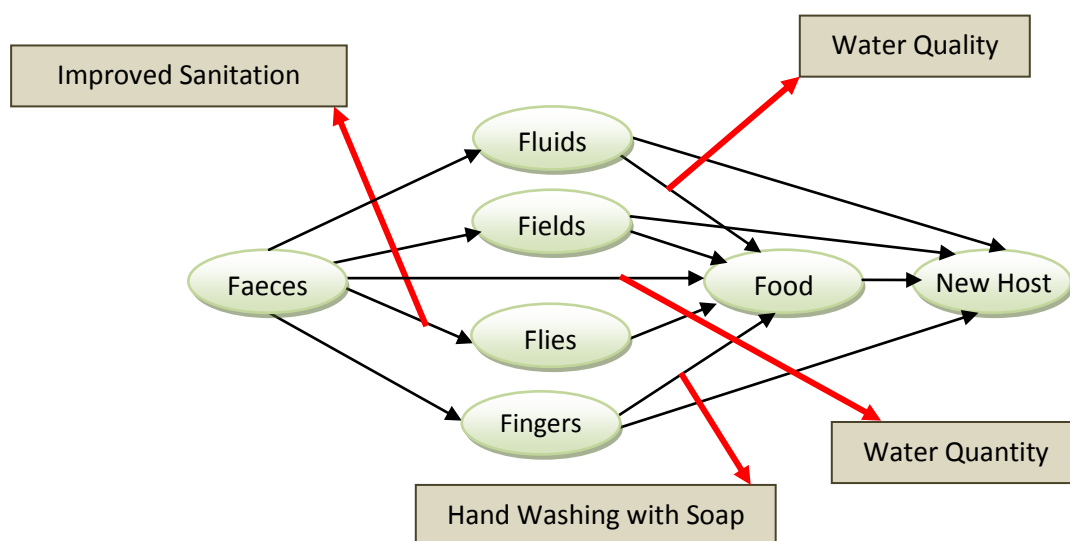 Water Quality
Improved Sanitation
Fluids
Fields
Faeces
Food
New Host
Flies
Fingers
Water Quantity
Hand Washing with Soap